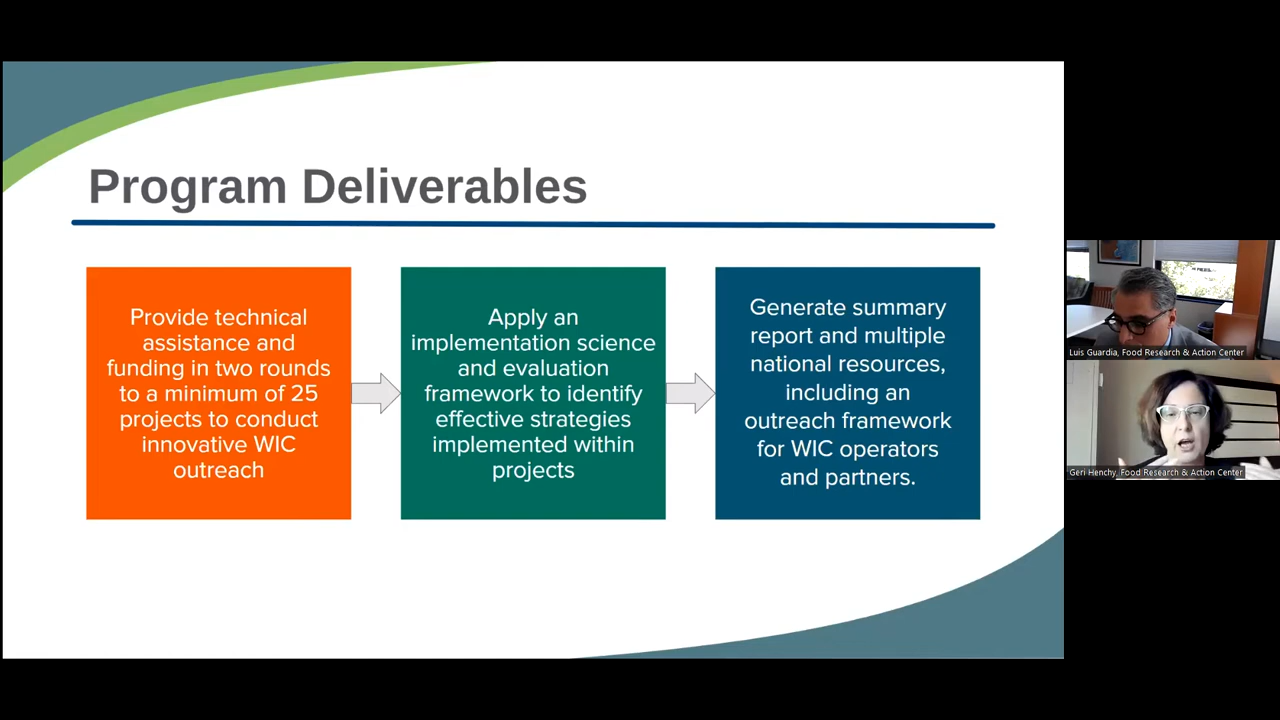 Program Deliverables
Provide technical
assistance and
funding in two rounds
to a minimum of 25
projects to conduct
innovative WIC
outreach
Apply an
implementation science
and evaluation
framework to identify
effective strategies
implemented within
projects
Generate summary
report and multiple
national resources,
including an
outreach framework
for WIC operators
and partners.
Luis Guardia, Food Research & Action Center
Geri Henchy, Food Research & Action Center